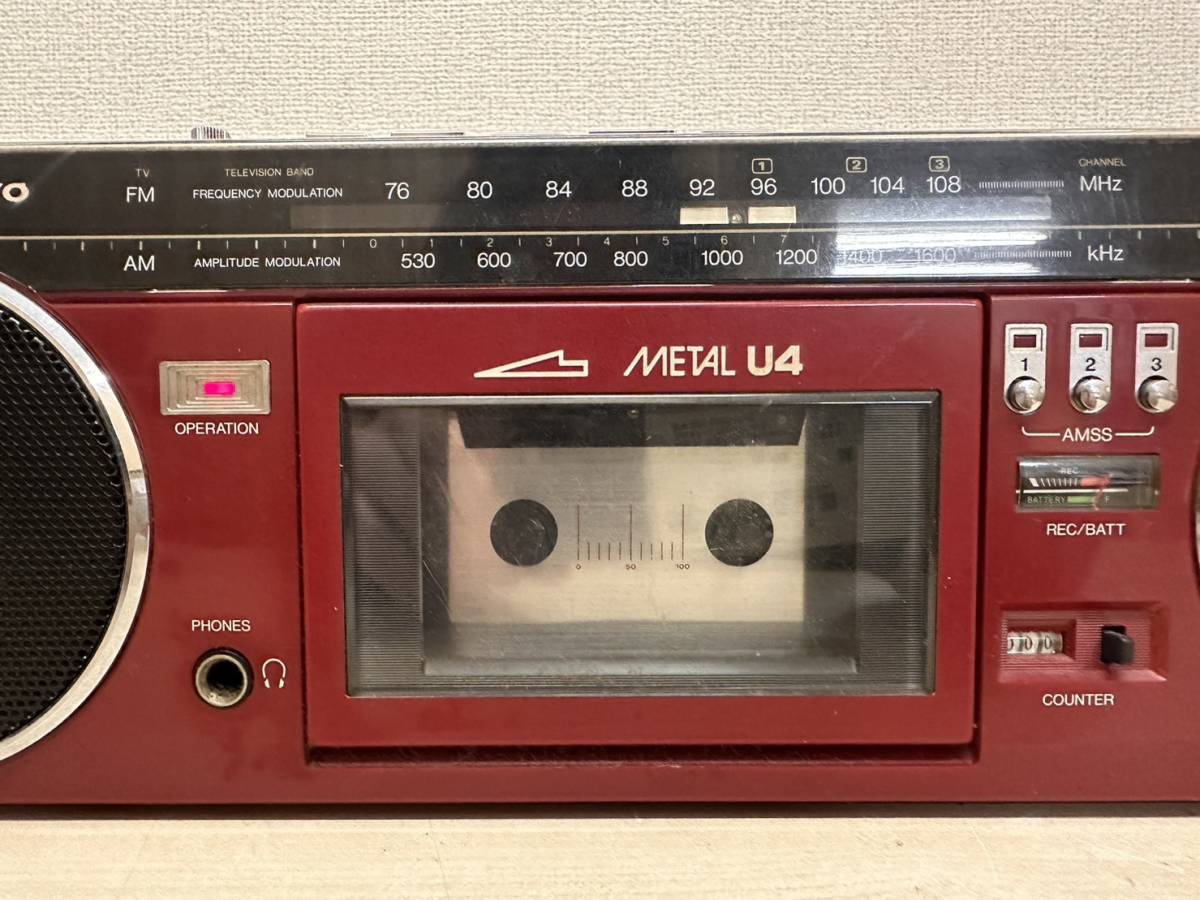 TV TELEVISION BAND 1 2 3 CHANNEL
FM FREQUENCY MODULATION 76 80 84 88 92 96 100 104 108 MHz
0 1 2 3 4 5 6 7
AM AMPLITUDE MODULATION 530 600 700 800 1000 1200 1400 1600 kHz
METAL U4
1 2 3
AMSS
OPERATION
REC
BATTERY F
REC/BATT
0 50 100
PHONES
COUNTER